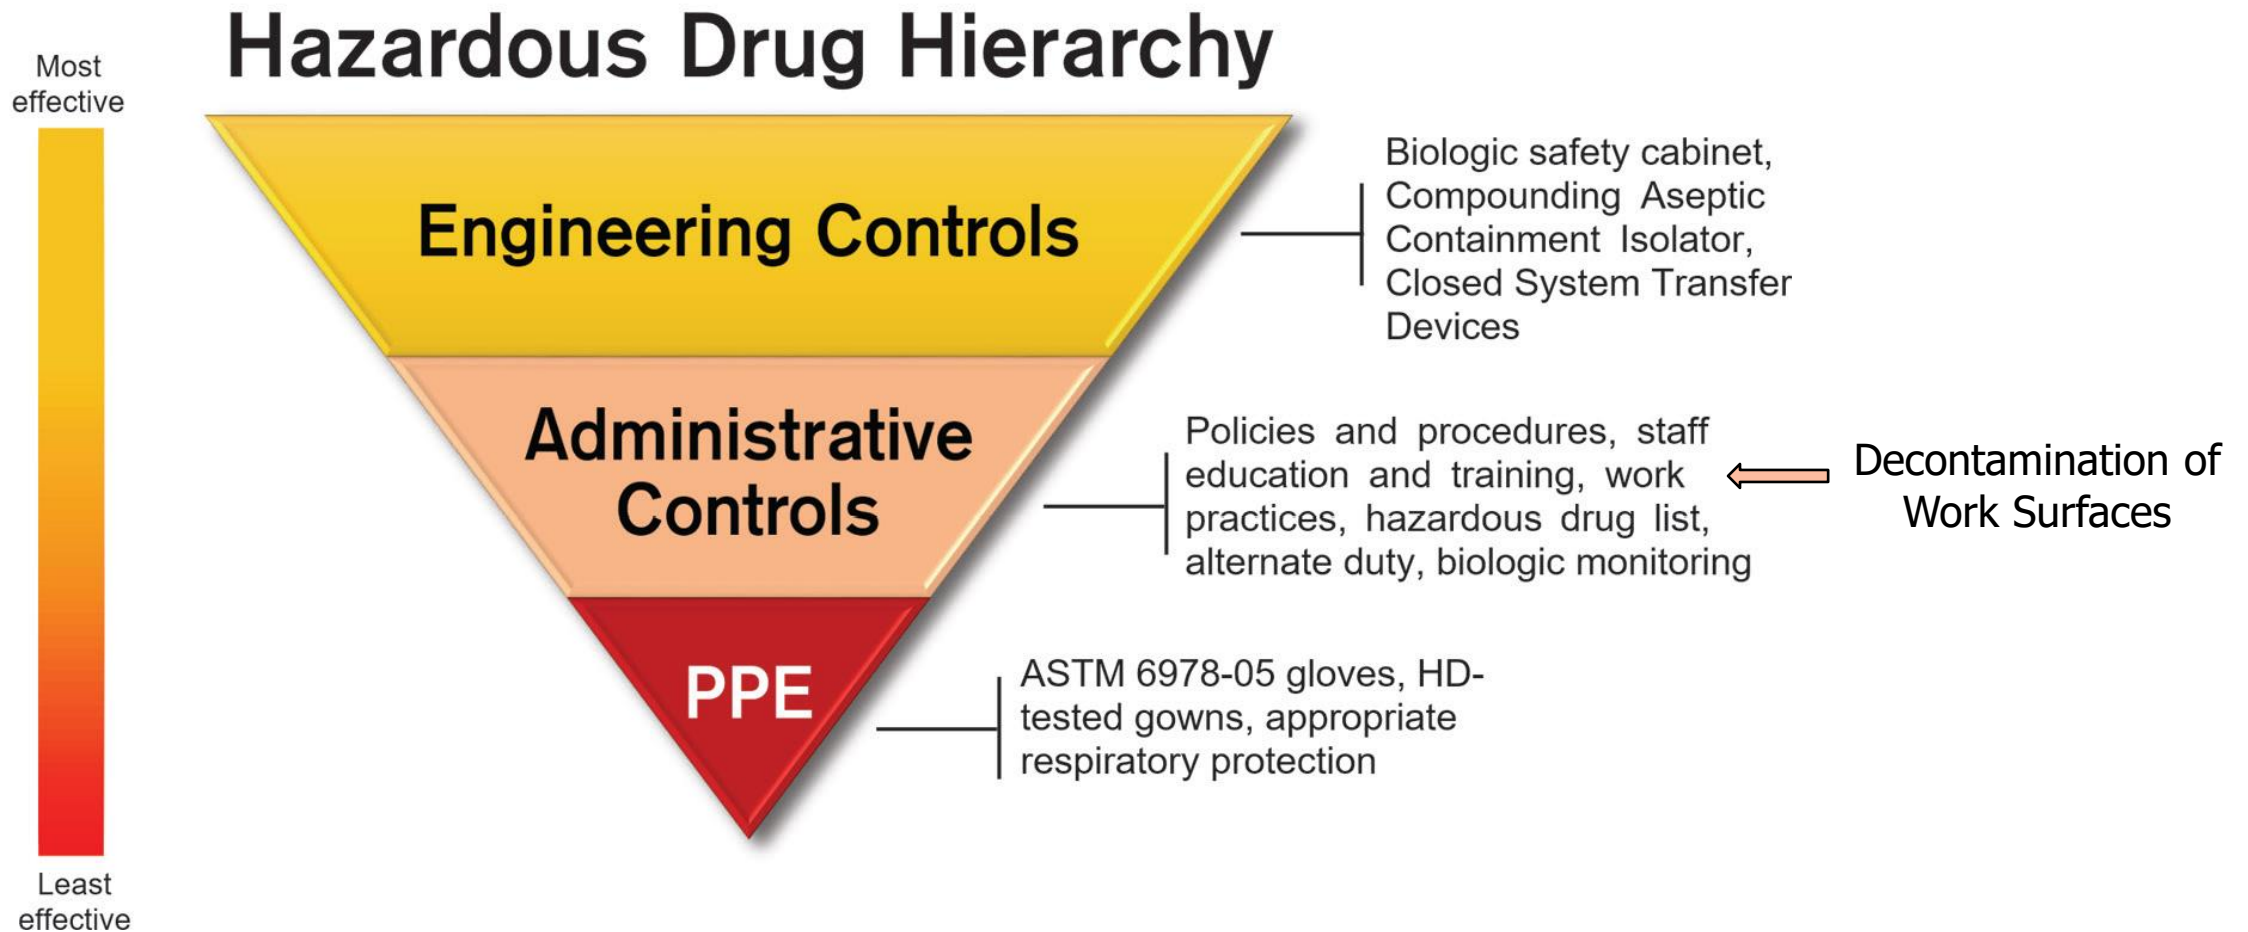 Hazardous Drug Hierarchy
Most
effective
Engineering Controls
Biologic safety cabinet,
Compounding Aseptic
Containment Isolator,
Closed System Transfer
Devices
Administrative
Controls
Policies and procedures, staff
education and training, work
practices, hazardous drug list,
alternate duty, biologic monitoring
Decontamination of
Work Surfaces
PPE
ASTM 6978-05 gloves, HD-
tested gowns, appropriate
respiratory protection
Least
effective